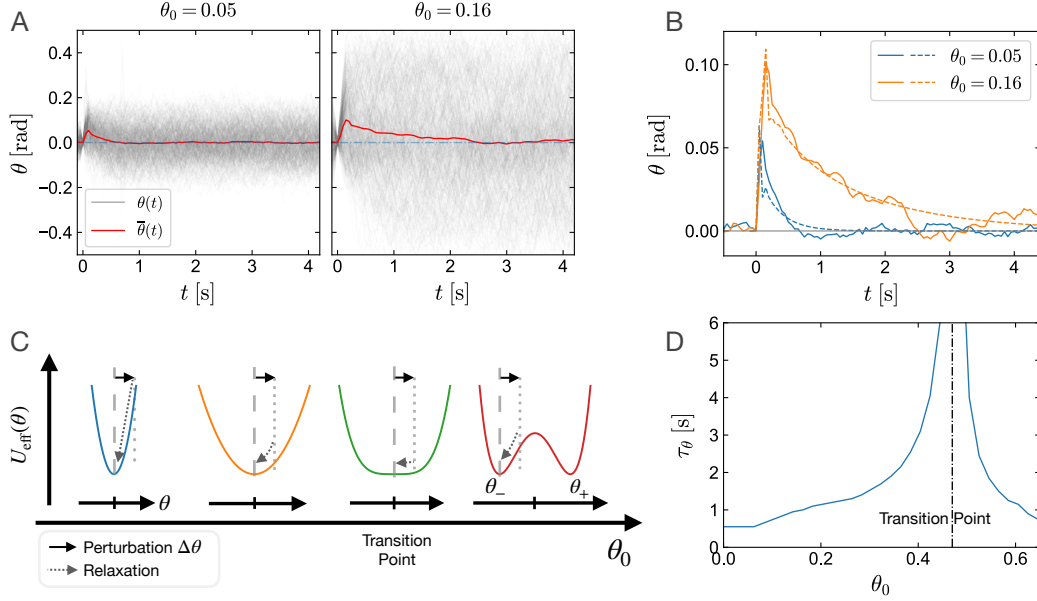 A
θ₀ = 0.05
θ₀ = 0.16
θ [rad]
0.4
0.2
0.0
−0.2
−0.4
θ(t)
θ̅(t)
0 1 2 3 4
0 1 2 3 4
t [s]
t [s]
B
θ₀ = 0.05
θ₀ = 0.16
θ [rad]
0.10
0.05
0.00
0 1 2 3 4
t [s]
C
U_eff(θ)
θ
θ₋
θ₊
Transition
Point
θ₀
Perturbation Δθ
Relaxation
D
τ_θ [s]
6
5
4
3
2
1
0
Transition Point
0.0 0.2 0.4 0.6
θ₀